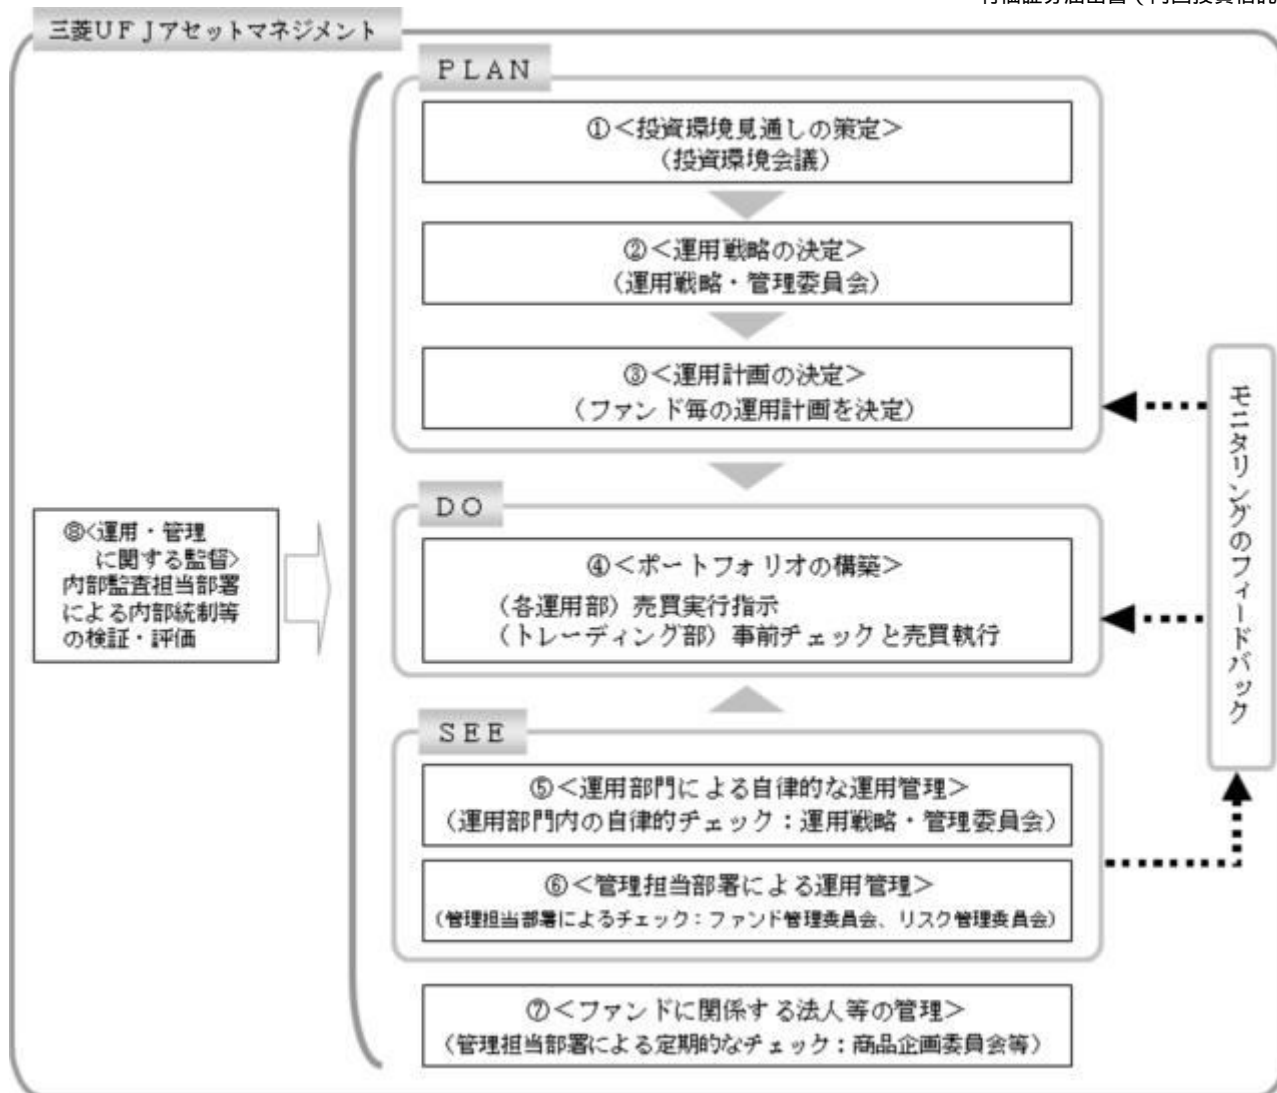 三菱UFJアセットマネジメント
PLAN
①<投資環境見通しの策定>
(投資環境会議)
②<運用戦略の決定>
(運用戦略・管理委員会)
③<運用計画の決定>
(ファンド毎の運用計画を決定)
DO
④<ポートフォリオの構築>
(各運用部)売買実行指示
(トレーディング部)事前チェックと売買執行
SEE
⑤<運用部門による自律的な運用管理>
(運用部門内の自律的チェック:運用戦略・管理委員会)
⑥<管理担当部署による運用管理>
(管理担当部署によるチェック:ファンド管理委員会、リスク管理委員会)
⑦<ファンドに関係する法人等の管理>
(管理担当部署による定期的なチェック:商品企画委員会等)
⑧<運用・管理
に関する監督>
内部監査担当部署
による内部統制等
の検証・評価
モニタリングのフィードバック